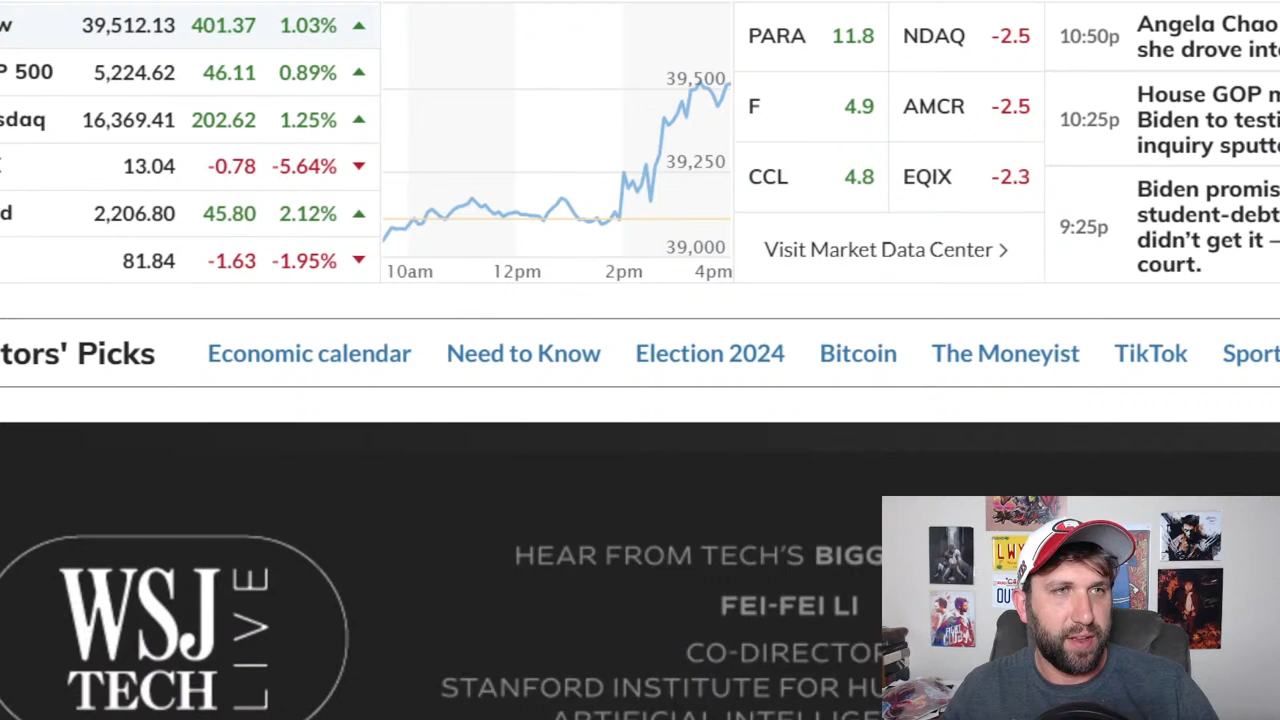 w 39,512.13 401.37 1.03%
P 500 5,224.62 46.11 0.89%
sdaq 16,369.41 202.62 1.25%
13.04 -0.78 -5.64%
d 2,206.80 45.80 2.12%
81.84 -1.63 -1.95%
39,500
39,250
39,000
10am 12pm 2pm 4pm
PARA 11.8 NDAQ -2.5
F 4.9 AMCR -2.5
CCL 4.8 EQIX -2.3
Visit Market Data Center >
10:50p Angela Chao
she drove int
10:25p House GOP m
Biden to testi
inquiry sputt
9:25p Biden promis
student-debt
didn't get it –
court.
tors' Picks Economic calendar Need to Know Election 2024 Bitcoin The Moneyist TikTok Sport
WSJ
TECH
LIVE
HEAR FROM TECH'S BIGG
FEI-FEI LI
CO-DIRECTOR
STANFORD INSTITUTE FOR HU
ARTIFICIAL INTELLIGE
LWY
OU